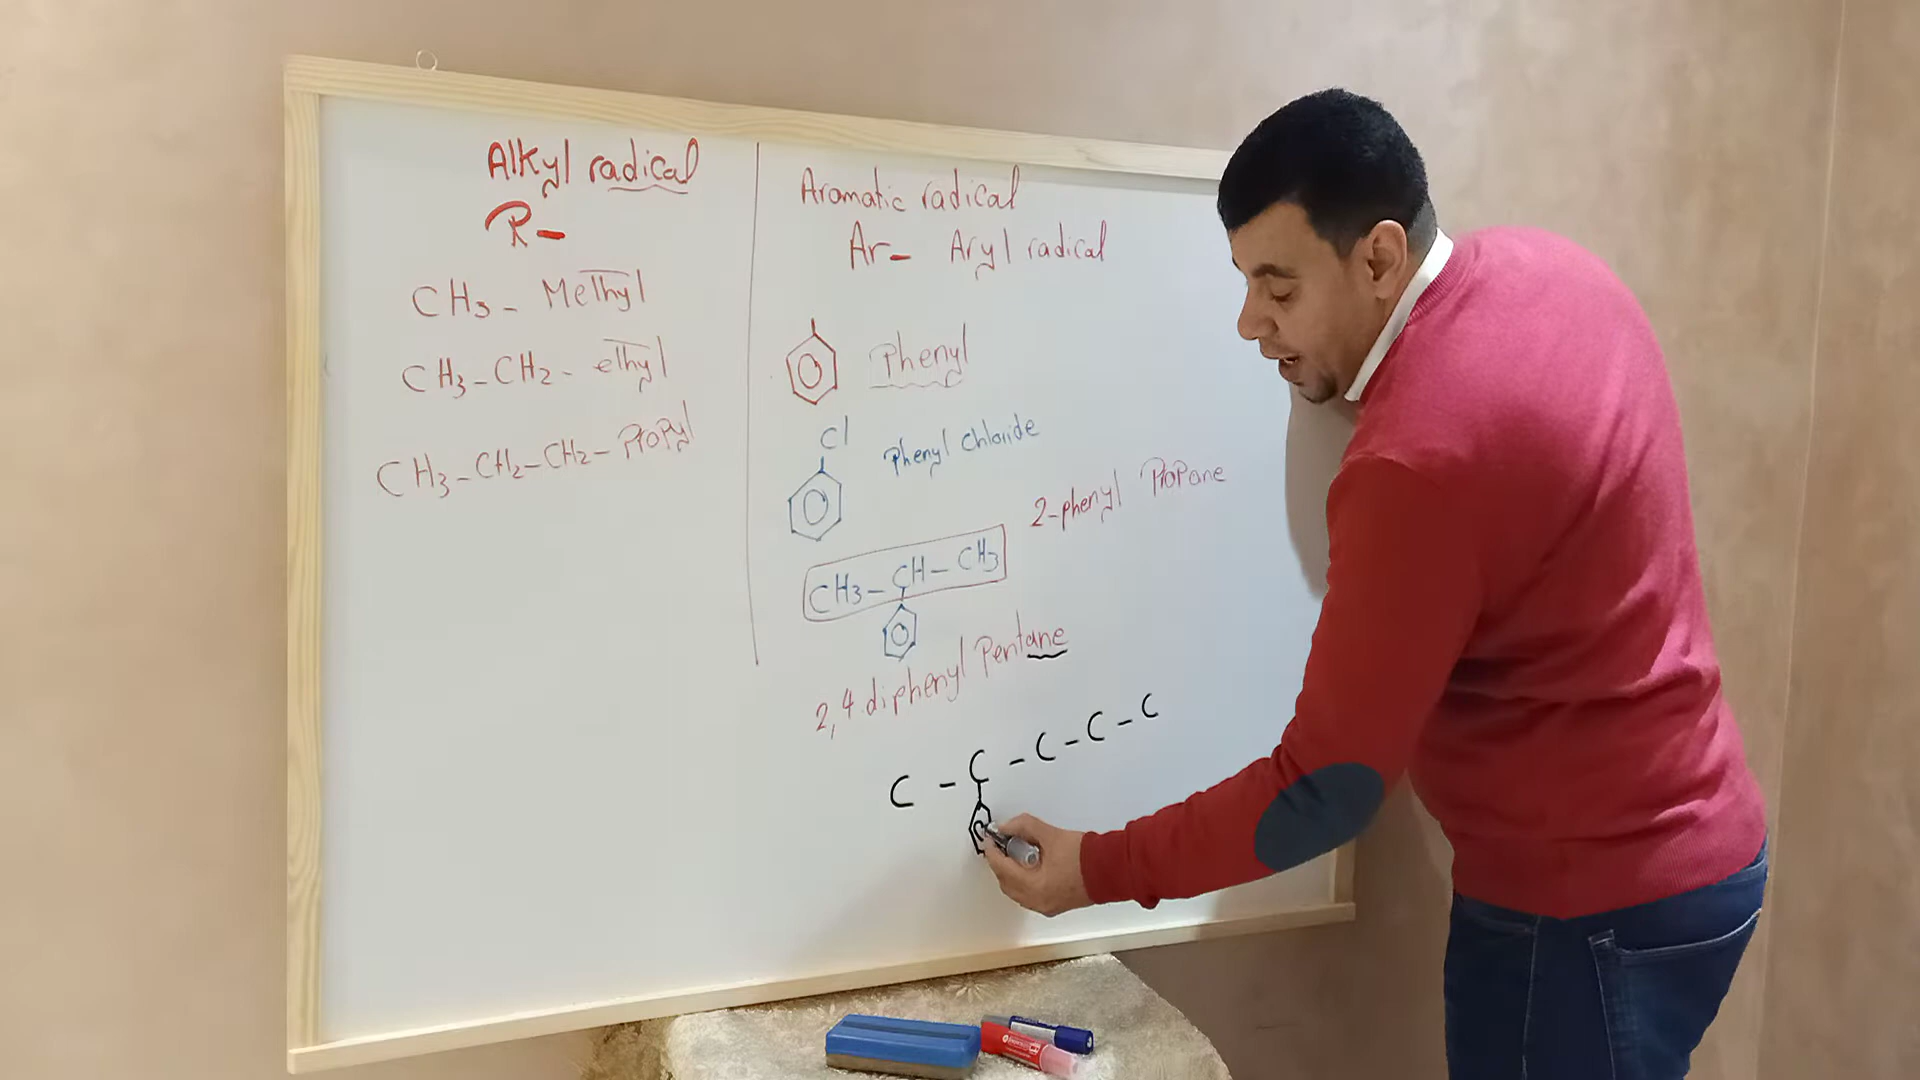 Alkyl radical
R-
CH3 - Methyl
CH3-CH2 - ethyl
CH3-CH2-CH2- Propyl
Aromatic radical
Ar- Aryl radical
Phenyl
Cl
Phenyl Chloride
2-phenyl Propane
CH3-CH-CH3
2,4.diphenyl Pentane
C - C - C - C - C